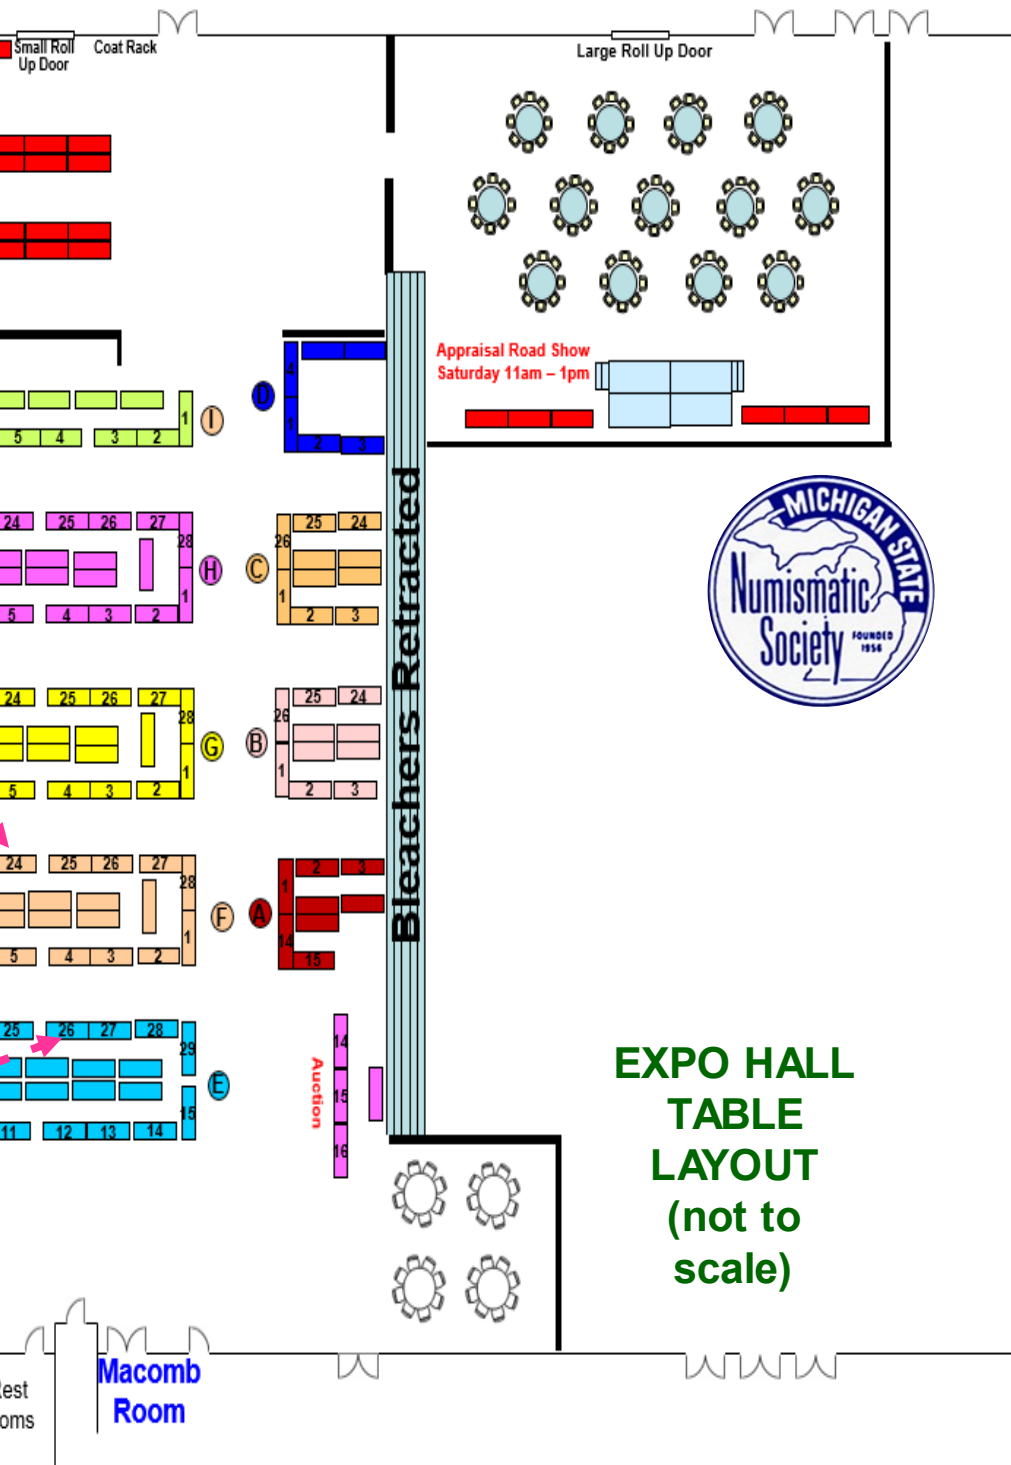 Small Roll
Up Door
Coat Rack
Large Roll Up Door
Appraisal Road Show
Saturday 11am – 1pm
4
D
1
2
3
1
I
5
4
3
2
24
25
26
27
28
H
1
5
4
3
2
25
24
26
C
1
2
3
MICHIGAN STATE
Numismatic
Society
FOUNDED
1956
Bleachers Retracted
24
25
26
27
28
G
1
5
4
3
2
25
24
26
B
1
2
3
24
25
26
27
28
F
1
5
4
3
2
2
3
1
A
14
15
25
26
27
28
29
E
15
11
12
13
14
Auction
14
15
16
EXPO HALL
TABLE
LAYOUT
(not to
scale)
Macomb
Room
est
oms